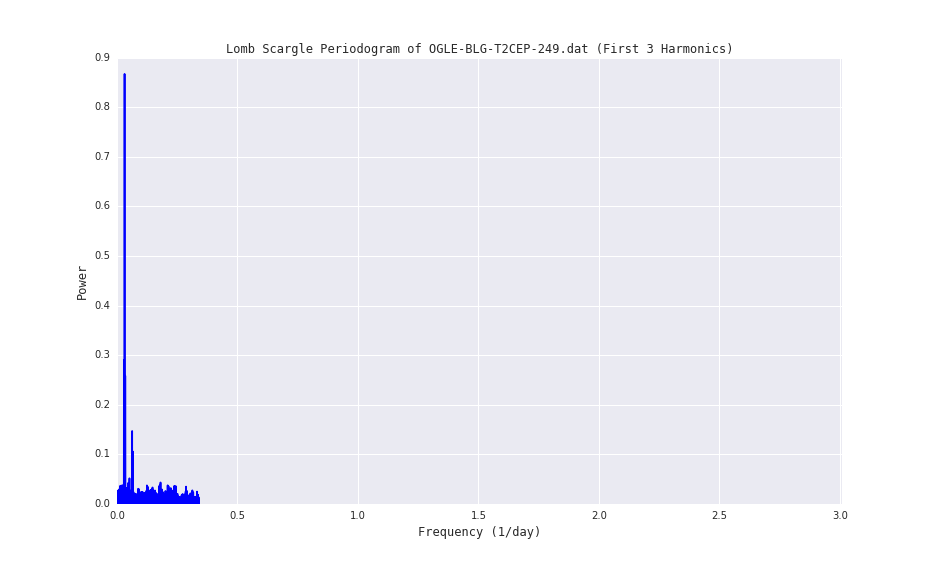 Lomb Scargle Periodogram of OGLE-BLG-T2CEP-249.dat (First 3 Harmonics)
0.9
0.8
0.7
0.6
0.5
0.4
0.3
0.2
0.1
0.0
Power
0.0 0.5 1.0 1.5 2.0 2.5 3.0
Frequency (1/day)